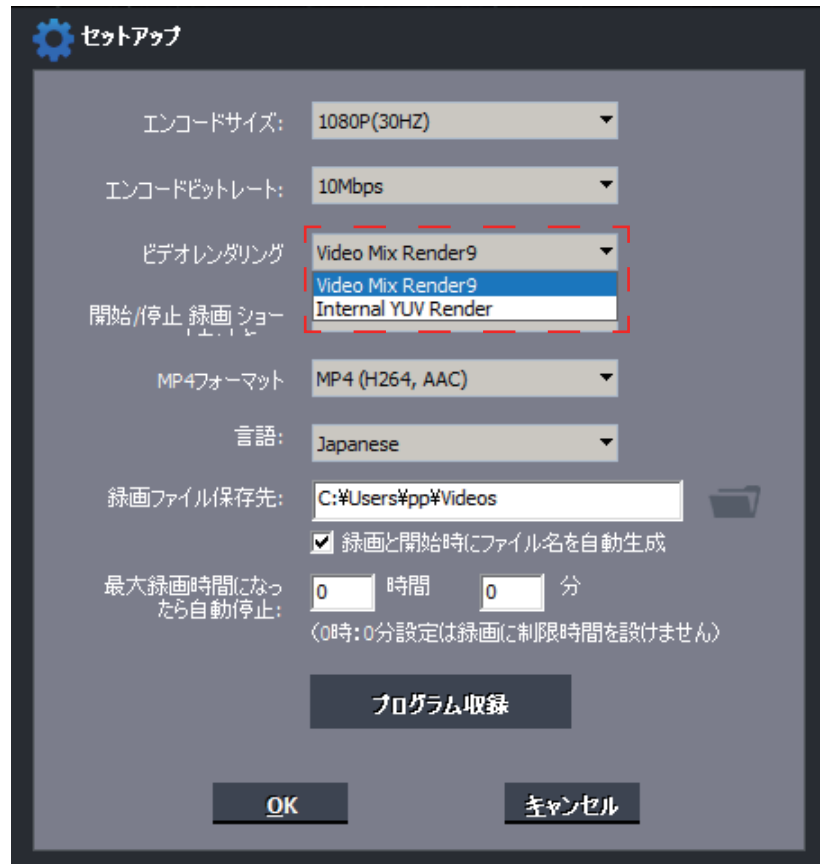 セットアップ
エンコードサイズ: 1080P(30HZ)
エンコードビットレート: 10Mbps
ビデオレンダリング Video Mix Render9
Video Mix Render9
Internal YUV Render
開始/停止 録画 ショー
MP4フォーマット MP4 (H264, AAC)
言語: Japanese
録画ファイル保存先: C:¥Users¥pp¥Videos
録画と開始時にファイル名を自動生成
最大録画時間になっ
たら自動停止:
0 時間 0 分
(0時:0分設定は録画に制限時間を設けません)
プログラム収録
OK キャンセル